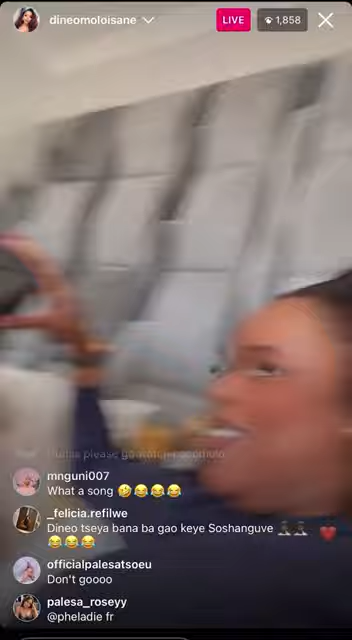 dineomoloisane
LIVE
1,858
mnguni007
What a song 🤣😂😂😂
_felicia.refilwe
Dineo tseya bana ba gao keye Soshanguve
😂😂😂
officialpalesatsoeu
Don't goooo
palesa_roseyy
@pheladie fr